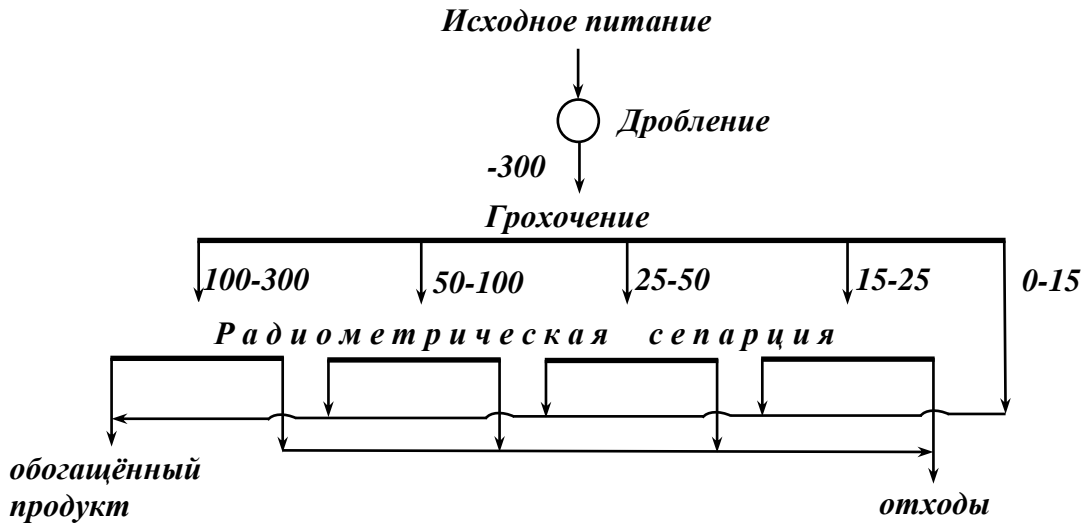 Исходное питание
Дробление
-300
Грохочение
100-300 50-100 25-50 15-25 0-15
Радиометрическая сепарция
обогащённый
продукт
отходы